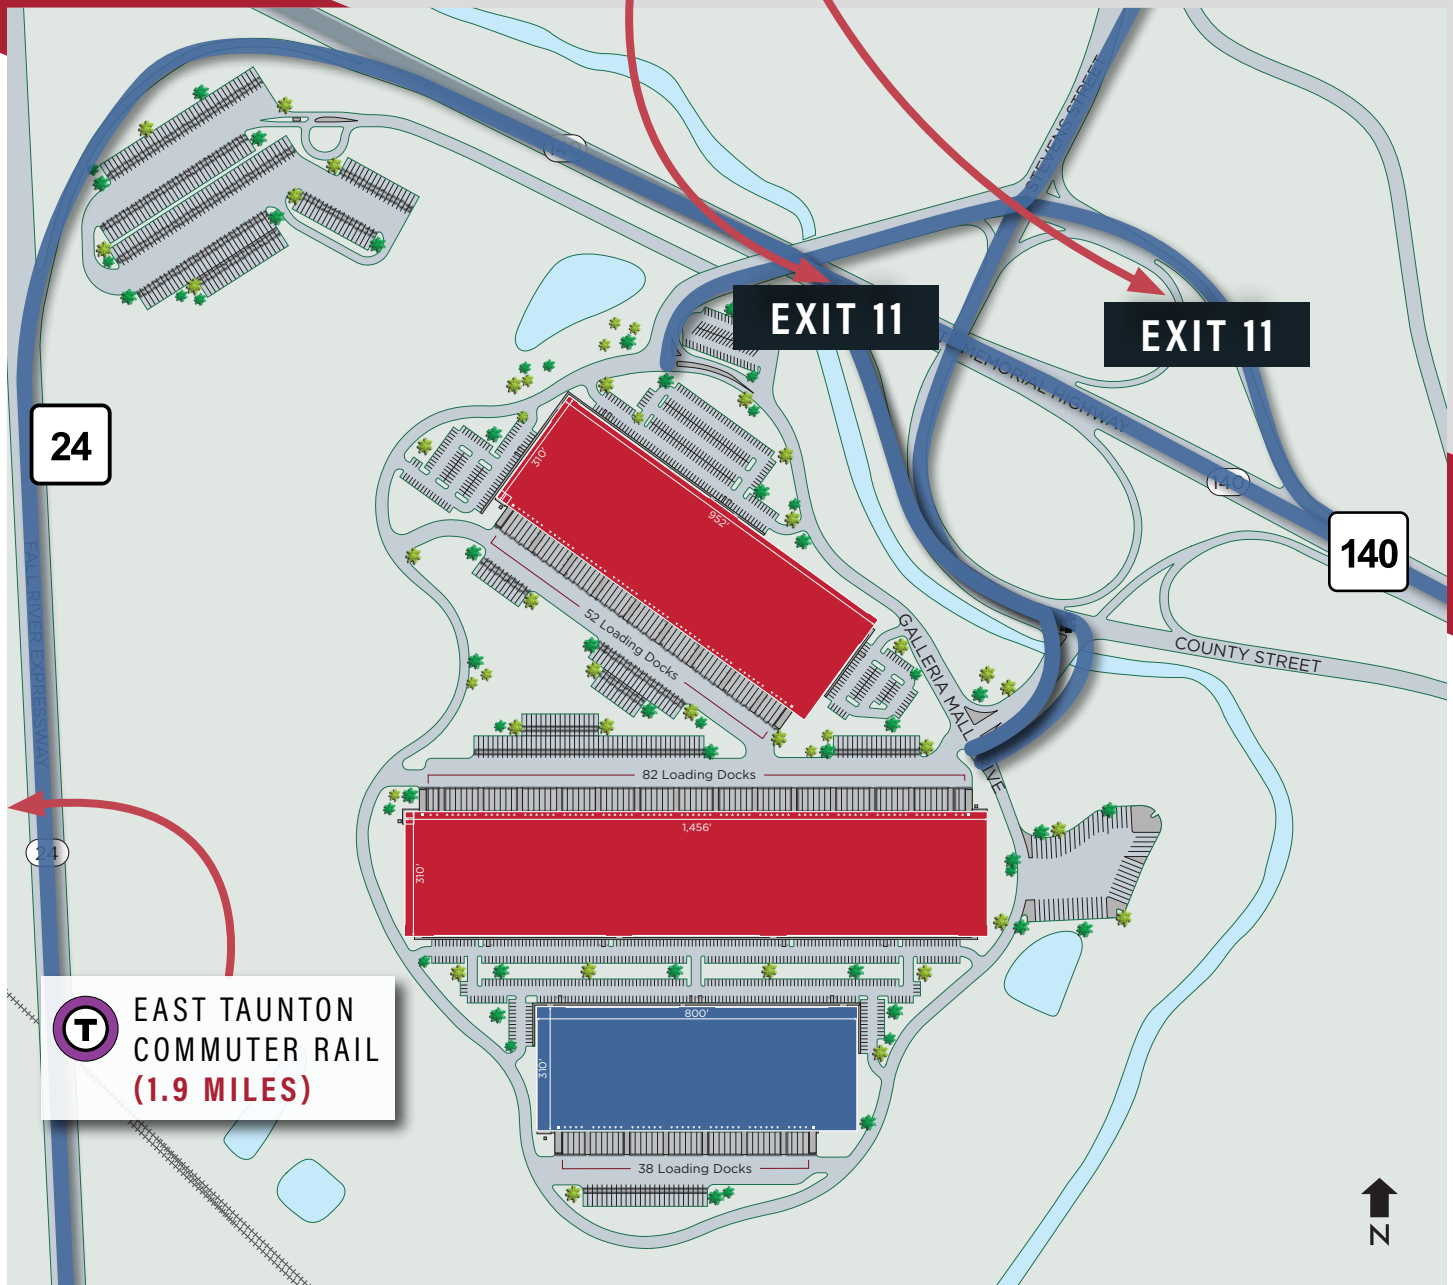 STEVENS STREET
140
EXIT 11
EXIT 11
MEMORIAL HIGHWAY
24
310'
952'
140
140
FALL RIVER EXPRESSWAY
52 Loading Docks
GALLERIA MALL
COUNTY STREET
82 Loading Docks
1,456'
310'
24
T
EAST TAUNTON
COMMUTER RAIL
(1.9 MILES)
800'
310'
38 Loading Docks
N